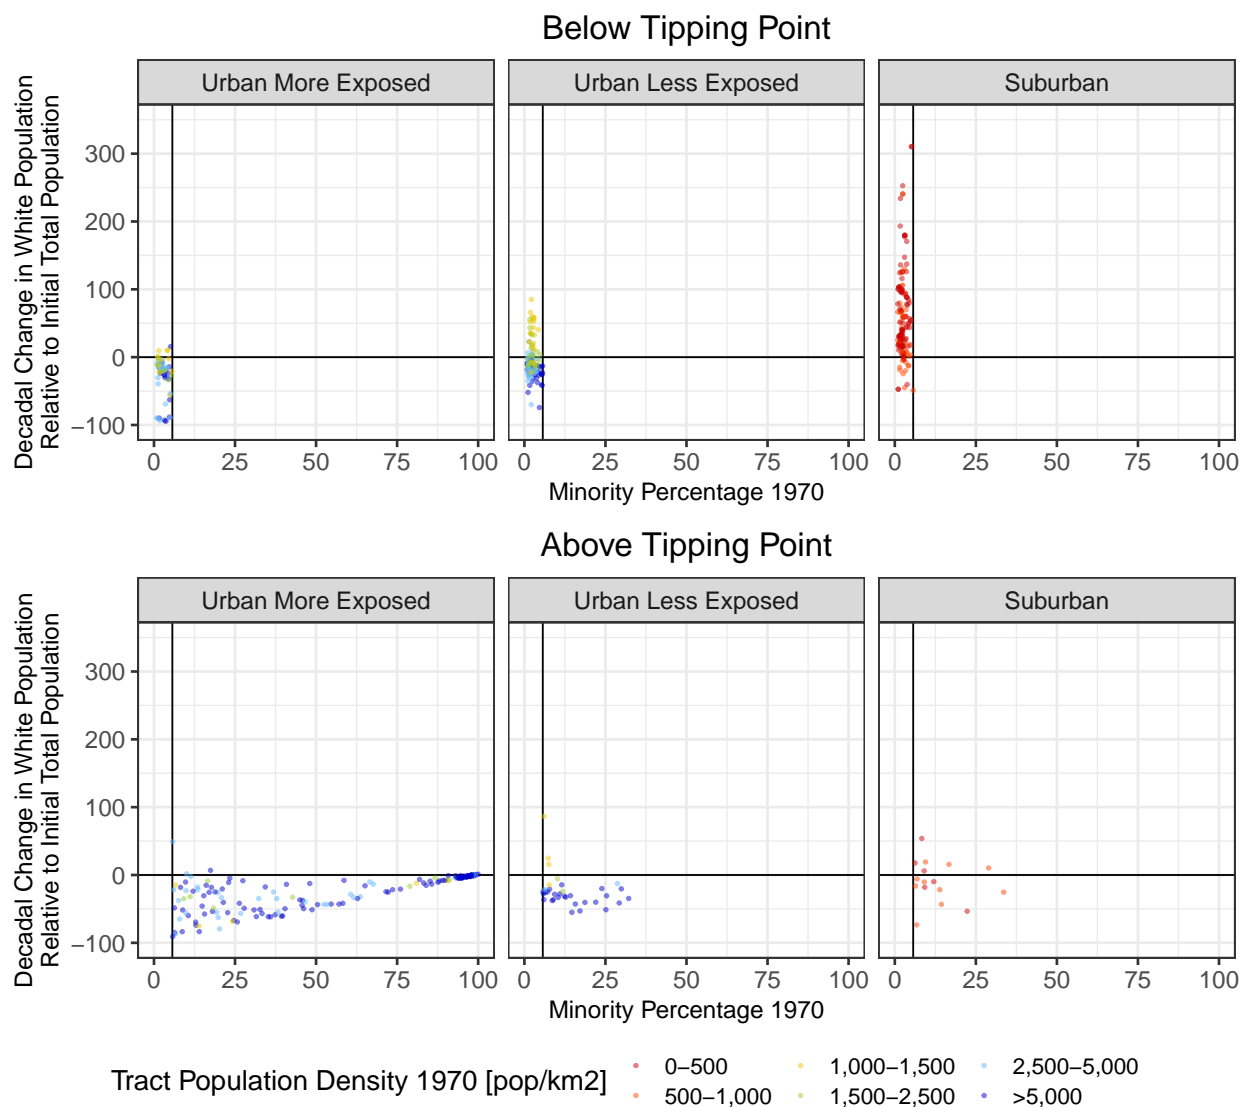 Below Tipping Point
Urban More Exposed
Urban Less Exposed
Suburban
Decadal Change in White Population
Relative to Initial Total Population
300
200
100
0
−100
0 25 50 75 100
0 25 50 75 100
0 25 50 75 100
Minority Percentage 1970
Above Tipping Point
Urban More Exposed
Urban Less Exposed
Suburban
Decadal Change in White Population
Relative to Initial Total Population
300
200
100
0
−100
0 25 50 75 100
0 25 50 75 100
0 25 50 75 100
Minority Percentage 1970
Tract Population Density 1970 [pop/km2]
0−500
500−1,000
1,000−1,500
1,500−2,500
2,500−5,000
>5,000